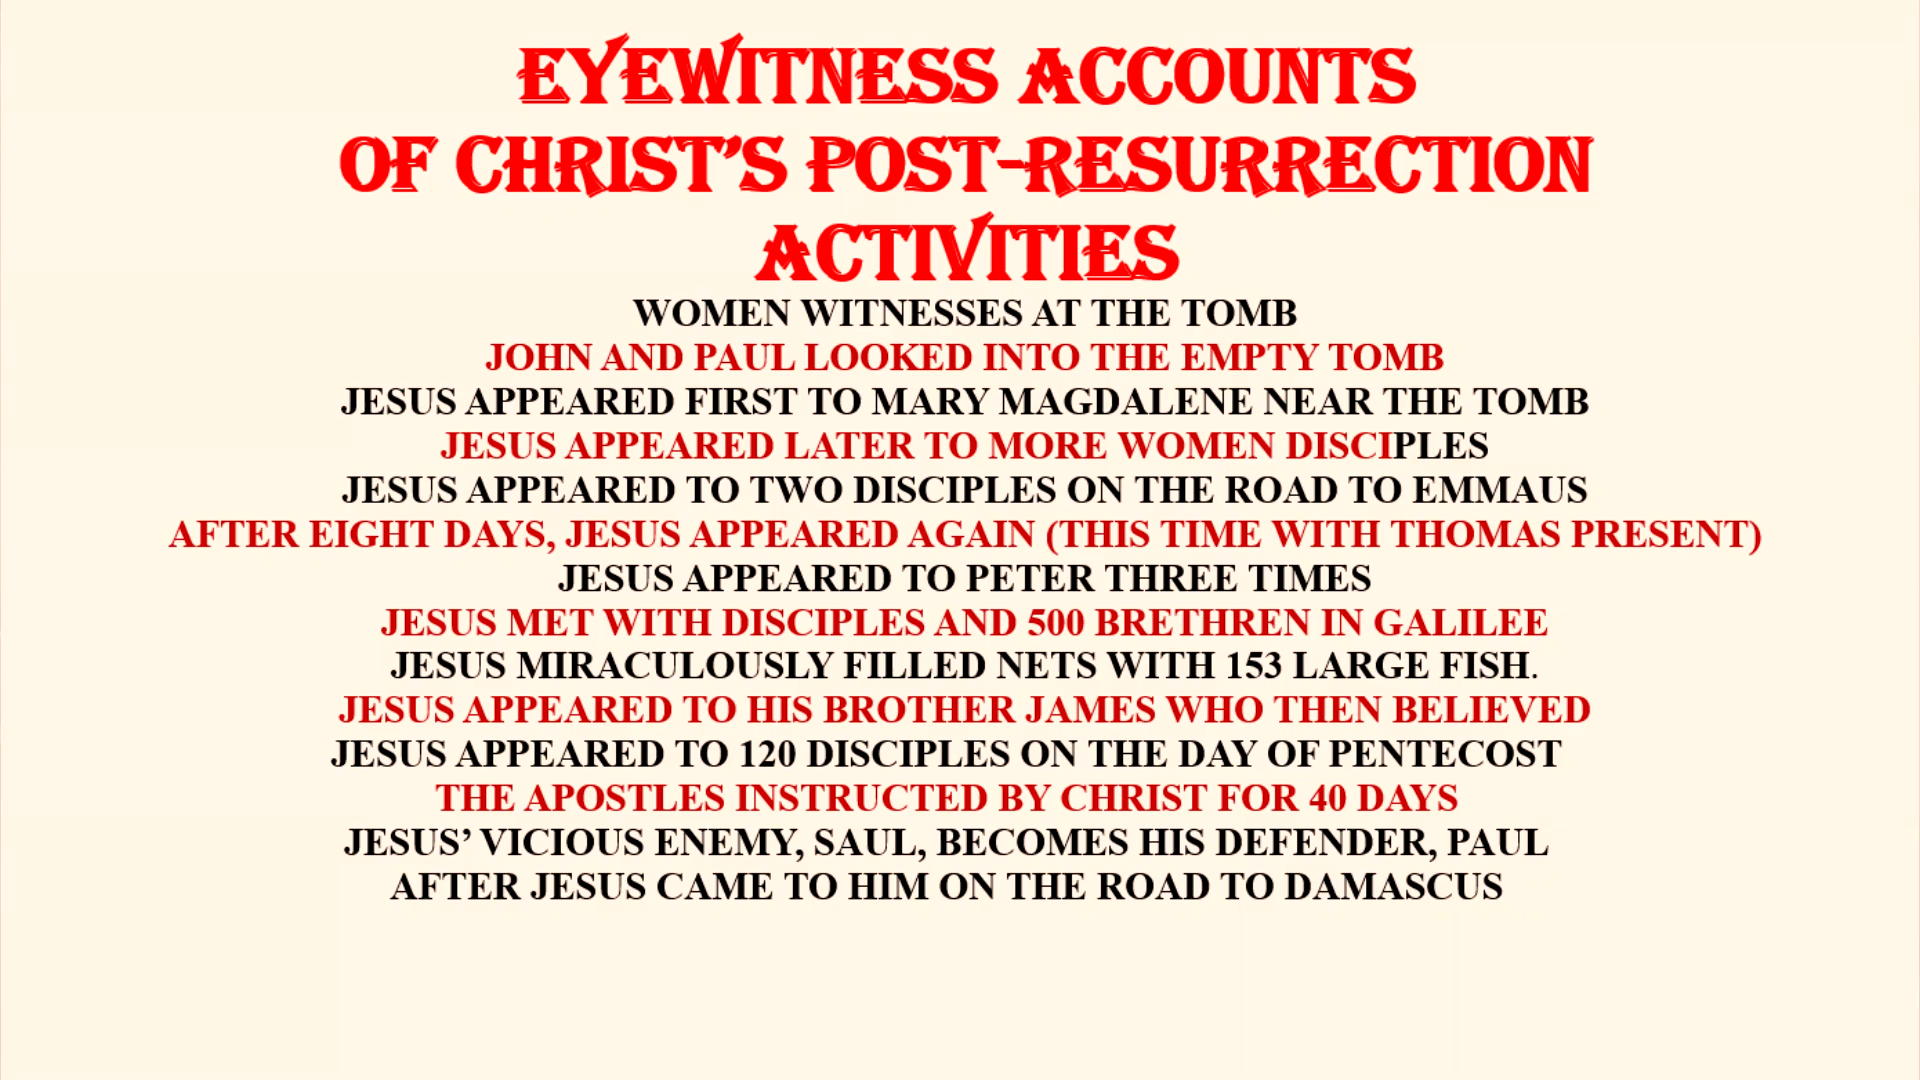 EYEWITNESS ACCOUNTS
OF CHRIST’S POST-RESURRECTION
ACTIVITIES
WOMEN WITNESSES AT THE TOMB
JOHN AND PAUL LOOKED INTO THE EMPTY TOMB
JESUS APPEARED FIRST TO MARY MAGDALENE NEAR THE TOMB
JESUS APPEARED LATER TO MORE WOMEN DISCIPLES
JESUS APPEARED TO TWO DISCIPLES ON THE ROAD TO EMMAUS
AFTER EIGHT DAYS, JESUS APPEARED AGAIN (THIS TIME WITH THOMAS PRESENT)
JESUS APPEARED TO PETER THREE TIMES
JESUS MET WITH DISCIPLES AND 500 BRETHREN IN GALILEE
JESUS MIRACULOUSLY FILLED NETS WITH 153 LARGE FISH.
JESUS APPEARED TO HIS BROTHER JAMES WHO THEN BELIEVED
JESUS APPEARED TO 120 DISCIPLES ON THE DAY OF PENTECOST
THE APOSTLES INSTRUCTED BY CHRIST FOR 40 DAYS
JESUS’ VICIOUS ENEMY, SAUL, BECOMES HIS DEFENDER, PAUL
AFTER JESUS CAME TO HIM ON THE ROAD TO DAMASCUS